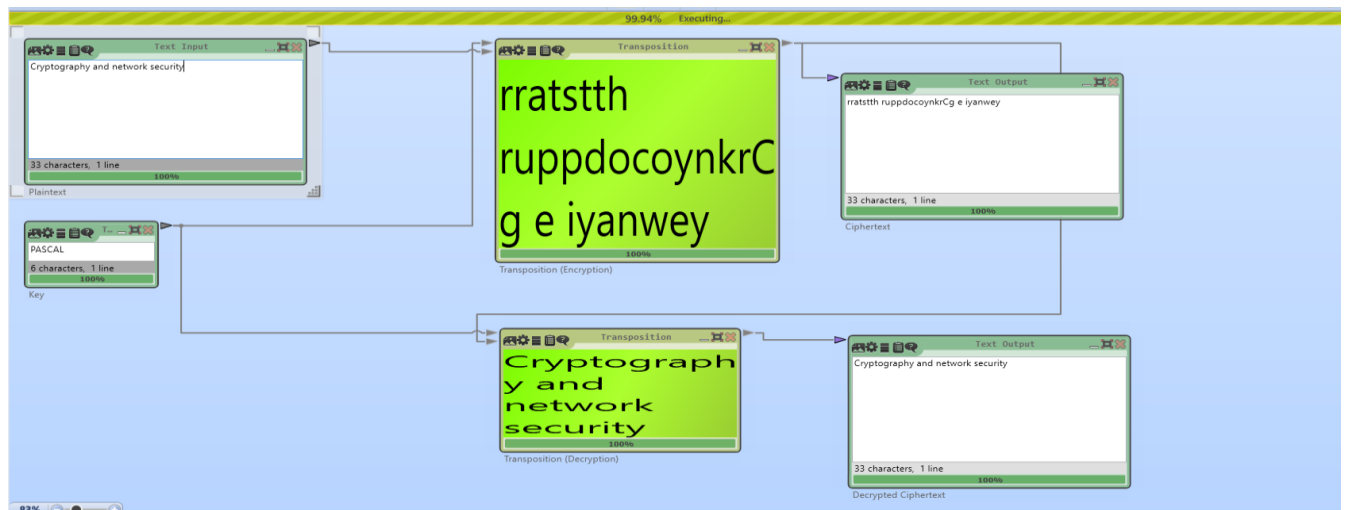 99.94% Executing...
Text Input
Cryptography and network security
33 characters, 1 line
100%
Plaintext
T...
PASCAL
6 characters, 1 line
100%
Key
Transposition
rratstth
ruppdocoynkrC
g e iyanwey
100%
Transposition (Encryption)
Text Output
rratstth ruppdocoynkrCg e iyanwey
33 characters, 1 line
100%
Ciphertext
Transposition
Cryptograph
y and
network
security
100%
Transposition (Decryption)
Text Output
Cryptography and network security
33 characters, 1 line
100%
Decrypted Ciphertext
83%